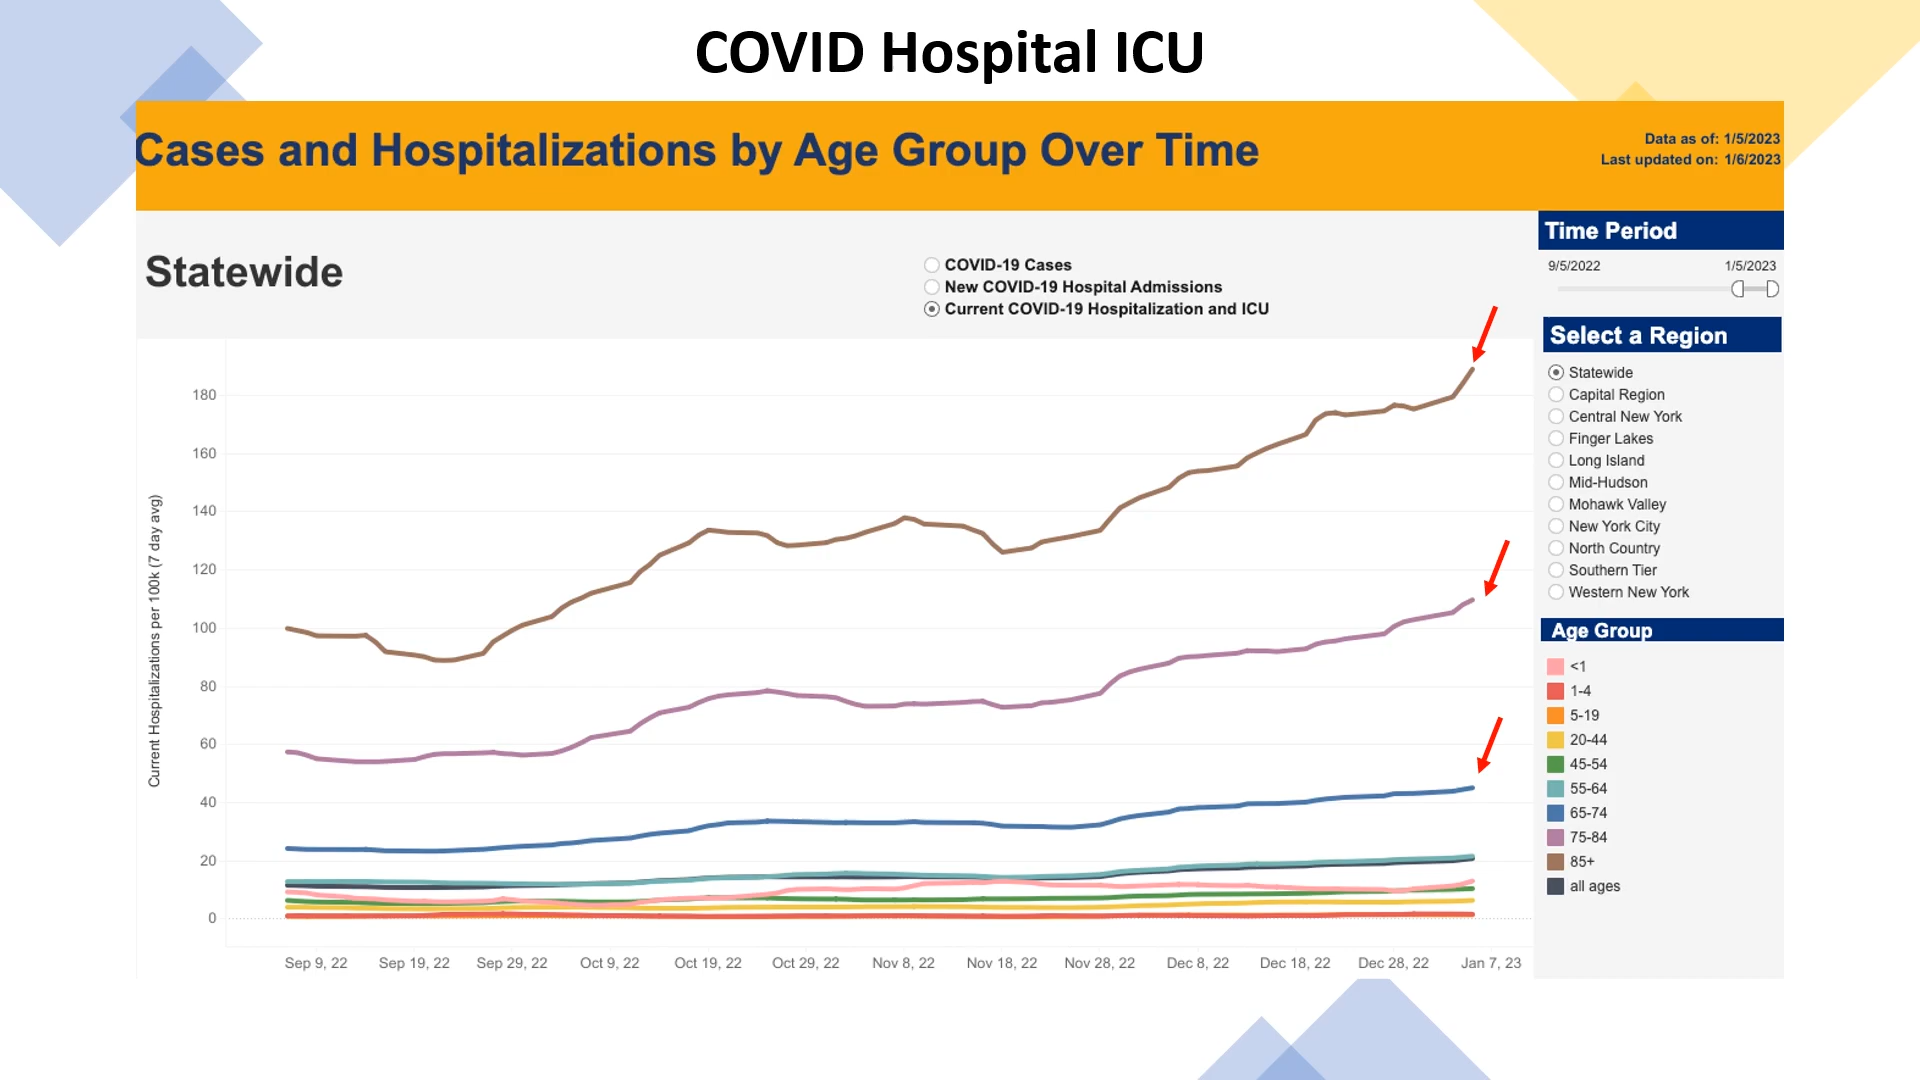 COVID Hospital ICU
Cases and Hospitalizations by Age Group Over Time
Data as of: 1/5/2023
Last updated on: 1/6/2023
Statewide
COVID-19 Cases
New COVID-19 Hospital Admissions
Current COVID-19 Hospitalization and ICU
Time Period
9/5/2022 1/5/2023
Select a Region
Statewide
Capital Region
Central New York
Finger Lakes
Long Island
Mid-Hudson
Mohawk Valley
New York City
North Country
Southern Tier
Western New York
Age Group
<1
1-4
5-19
20-44
45-54
55-64
65-74
75-84
85+
all ages
Current Hospitalizations per 100k (7 day avg)
180
160
140
120
100
80
60
40
20
0
Sep 9, 22 Sep 19, 22 Sep 29, 22 Oct 9, 22 Oct 19, 22 Oct 29, 22 Nov 8, 22 Nov 18, 22 Nov 28, 22 Dec 8, 22 Dec 18, 22 Dec 28, 22 Jan 7, 23